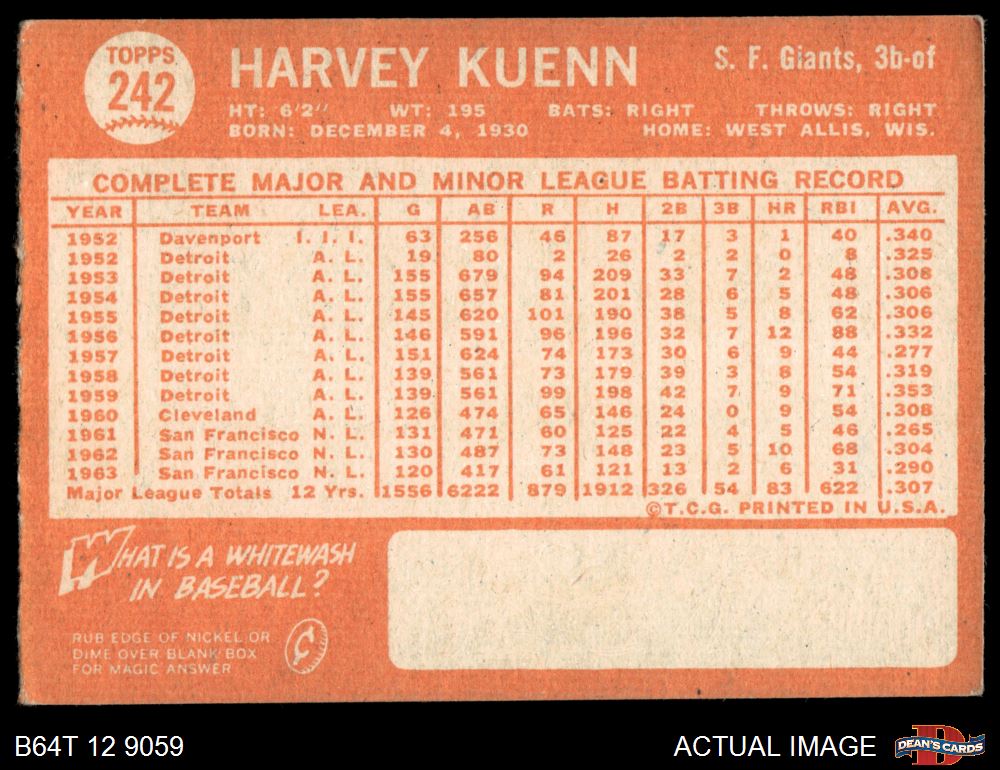 TOPPS
242
HARVEY KUENN
S. F. Giants, 3b-of
HT: 6'2" WT: 195 BATS: RIGHT THROWS: RIGHT
BORN: DECEMBER 4, 1930 HOME: WEST ALLIS, WIS.
COMPLETE MAJOR AND MINOR LEAGUE BATTING RECORD
YEAR TEAM LEA. G AB R H 2B 3B HR RBI AVG.
1952 Davenport I. I. I. 63 256 46 87 17 3 1 40 .340
1952 Detroit A. L. 19 80 2 26 2 2 0 8 .325
1953 Detroit A. L. 155 679 94 209 33 7 2 48 .308
1954 Detroit A. L. 155 657 81 201 28 6 5 48 .306
1955 Detroit A. L. 145 620 101 190 38 5 8 62 .306
1956 Detroit A. L. 146 591 96 196 32 7 12 88 .332
1957 Detroit A. L. 151 624 74 173 30 6 9 44 .277
1958 Detroit A. L. 139 561 73 179 39 3 8 54 .319
1959 Detroit A. L. 139 561 99 198 42 7 9 71 .353
1960 Cleveland A. L. 126 474 65 146 24 0 9 54 .308
1961 San Francisco N. L. 131 471 60 125 22 4 5 46 .265
1962 San Francisco N. L. 130 487 73 148 23 5 10 68 .304
1963 San Francisco N. L. 120 417 61 121 13 2 6 31 .290
Major League Totals 12 Yrs. 1556 6222 879 1912 326 54 83 622 .307
©T.C.G. PRINTED IN U.S.A.
WHAT IS A WHITEWASH
IN BASEBALL?
RUB EDGE OF NICKEL OR
DIME OVER BLANK BOX
FOR MAGIC ANSWER
B64T 12 9059
ACTUAL IMAGE
DEAN'S CARDS